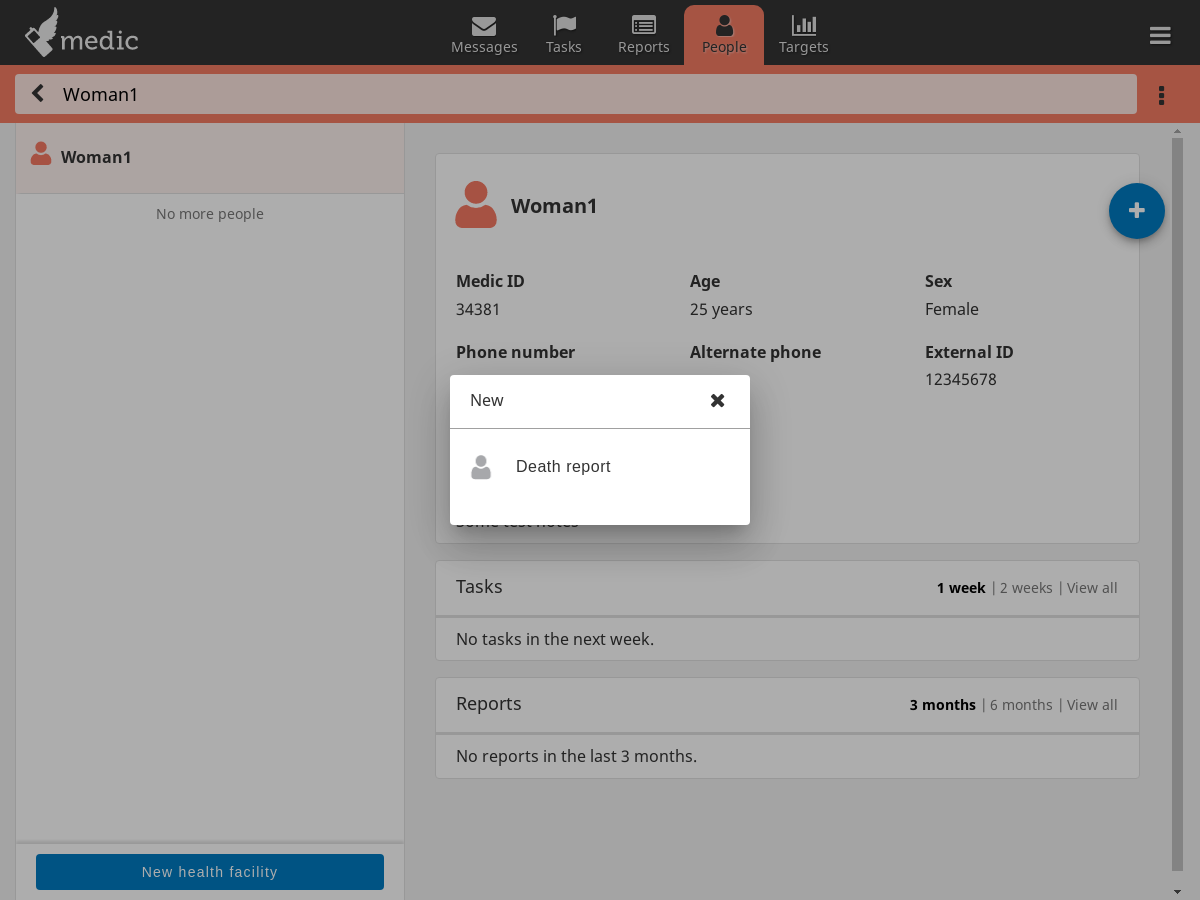 medic
Messages
Tasks
Reports
People
Targets
Woman1
Woman1
No more people
Woman1
Medic ID
Age
Sex
34381
25 years
Female
Phone number
Alternate phone
External ID
12345678
New
Death report
Some test notes
Tasks
1 week | 2 weeks | View all
No tasks in the next week.
Reports
3 months | 6 months | View all
No reports in the last 3 months.
New health facility